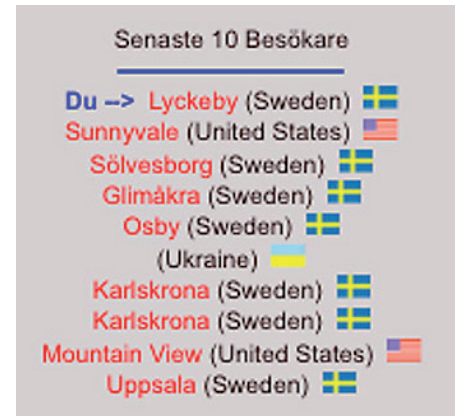 Senaste 10 Besökare
Du --> Lyckeby (Sweden)
Sunnyvale (United States)
Sölvesborg (Sweden)
Glimåkra (Sweden)
Osby (Sweden)
(Ukraine)
Karlskrona (Sweden)
Karlskrona (Sweden)
Mountain View (United States)
Uppsala (Sweden)